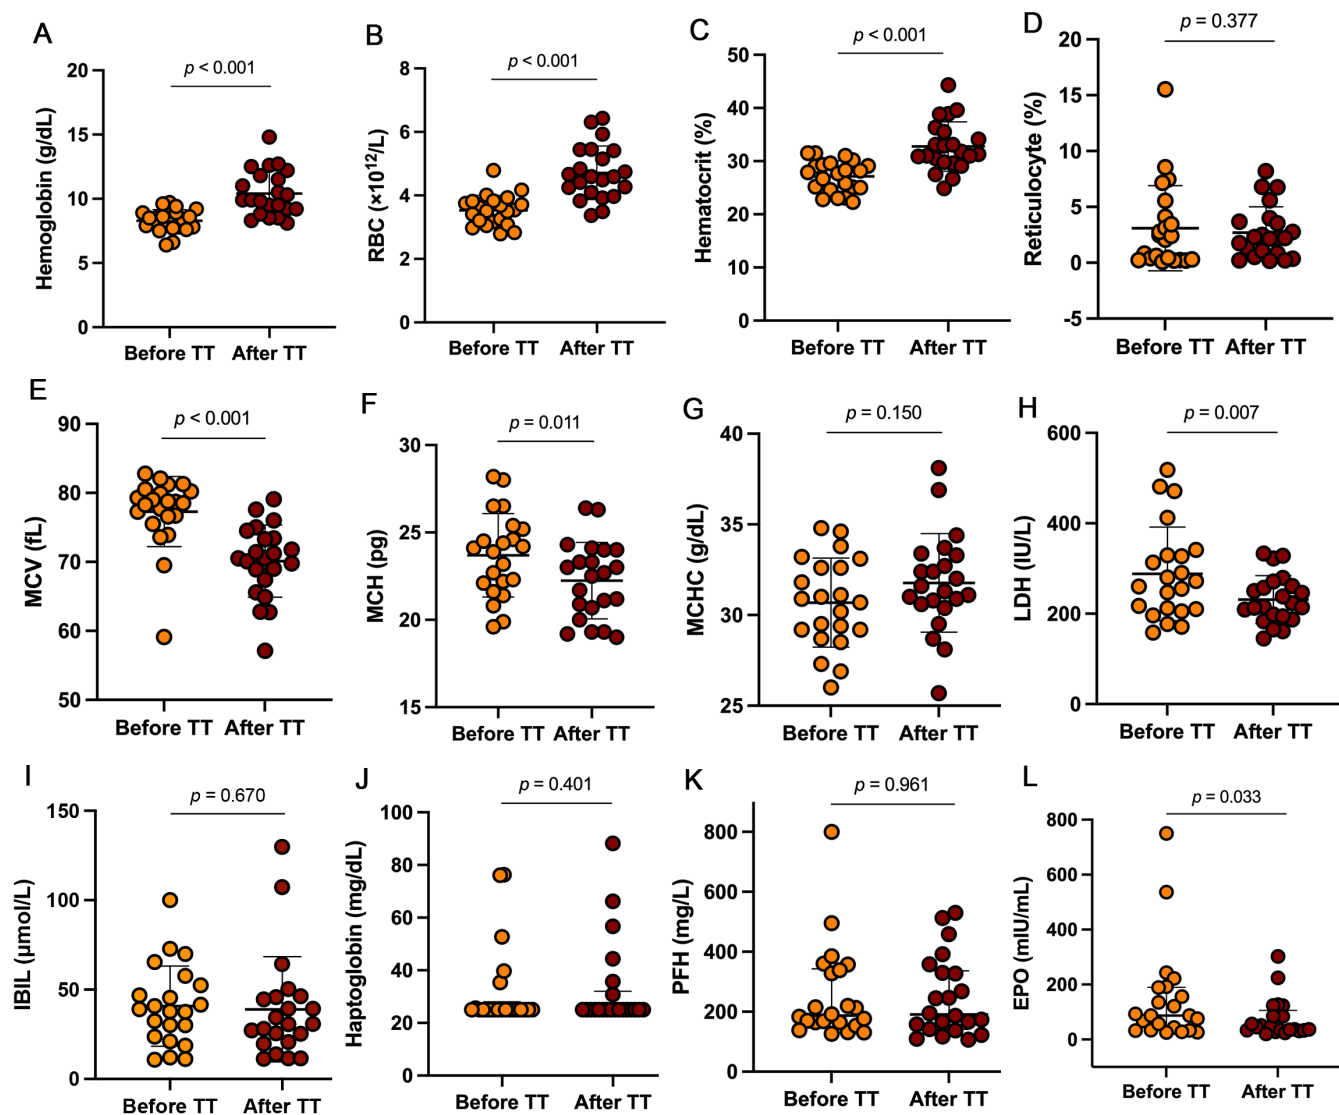 A
Hemoglobin (g/dL)
20
15
10
5
0
p < 0.001
Before TT
After TT
B
RBC (×10¹²/L)
8
6
4
2
0
p < 0.001
Before TT
After TT
C
Hematocrit (%)
50
40
30
20
10
0
p < 0.001
Before TT
After TT
D
Reticulocyte (%)
20
15
10
5
0
-5
p = 0.377
Before TT
After TT
E
MCV (fL)
90
80
70
60
50
p < 0.001
Before TT
After TT
F
MCH (pg)
30
25
20
15
p = 0.011
Before TT
After TT
G
MCHC (g/dL)
40
35
30
25
p = 0.150
Before TT
After TT
H
LDH (IU/L)
600
400
200
0
p = 0.007
Before TT
After TT
I
IBIL (μmol/L)
150
100
50
0
p = 0.670
Before TT
After TT
J
Haptoglobin (mg/dL)
100
80
60
40
20
0
p = 0.401
Before TT
After TT
K
PFH (mg/L)
800
600
400
200
0
p = 0.961
Before TT
After TT
L
EPO (mIU/mL)
800
600
400
200
0
p = 0.033
Before TT
After TT